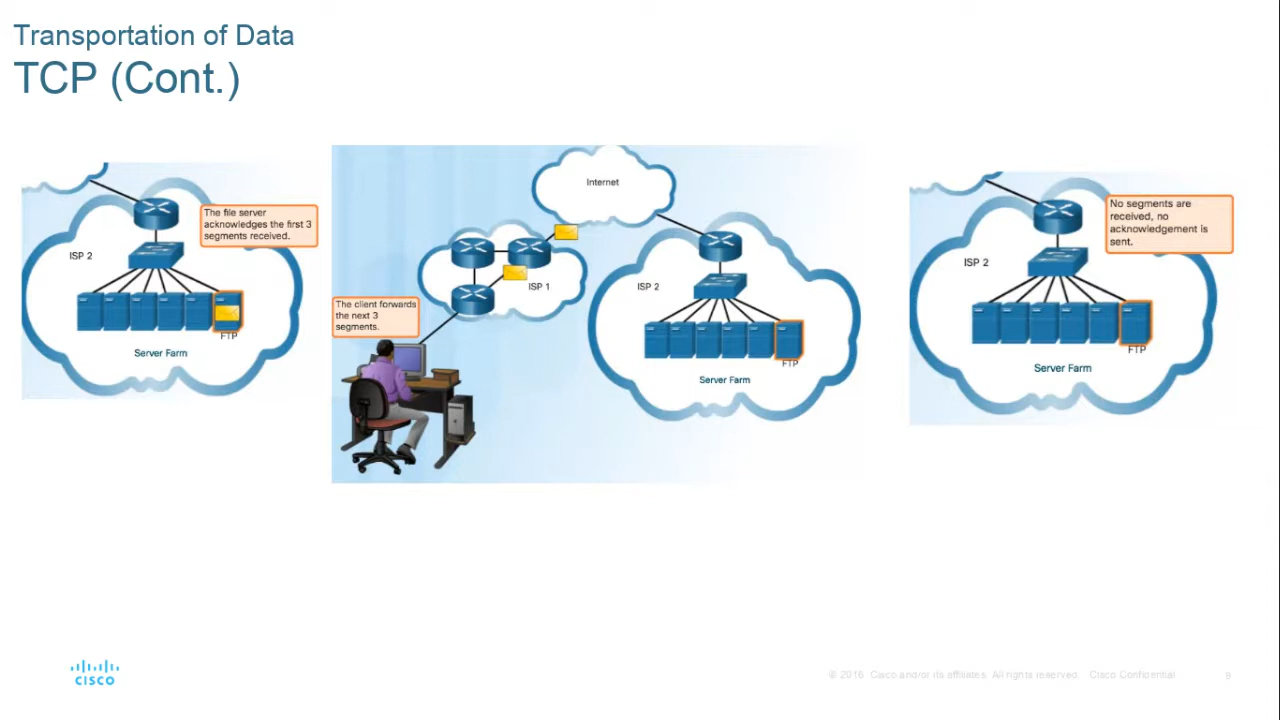 Transportation of Data
TCP (Cont.)
The file server
acknowledges the first 3
segments received.
ISP 2
FTP
Server Farm
Internet
ISP 1
The client forwards
the next 3
segments.
ISP 2
FTP
Server Farm
No segments are
received, no
acknowledgement is
sent.
ISP 2
FTP
Server Farm
CISCO
© 2016 Cisco and/or its affiliates. All rights reserved. Cisco Confidential
9